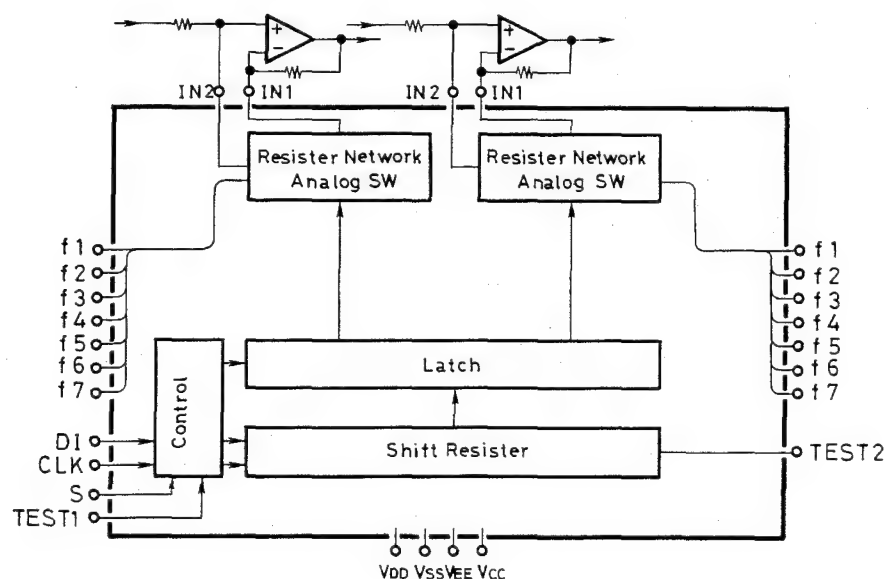 +
−
+
−
IN2 IN1
IN2 IN1
Resister Network
Analog SW
Resister Network
Analog SW
f1
f2
f3
f4
f5
f6
f7
f1
f2
f3
f4
f5
f6
f7
Control
Latch
DI
CLK
S
TEST1
Shift Resister
TEST2
VDD VSS VEE VCC